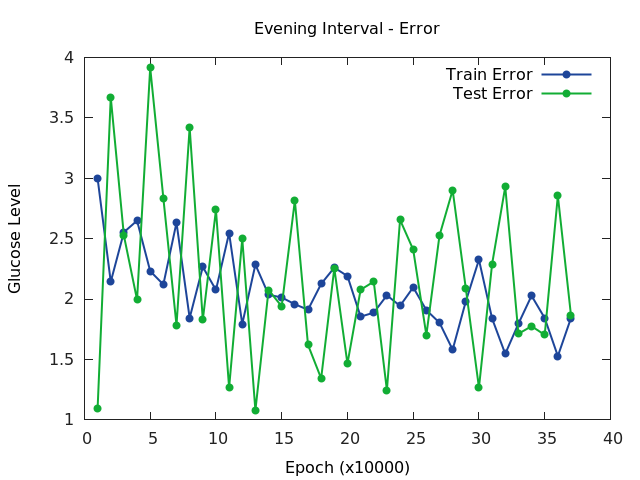 Evening Interval - Error
Train Error
Test Error
Glucose Level
4
3.5
3
2.5
2
1.5
1
0 5 10 15 20 25 30 35 40
Epoch (x10000)